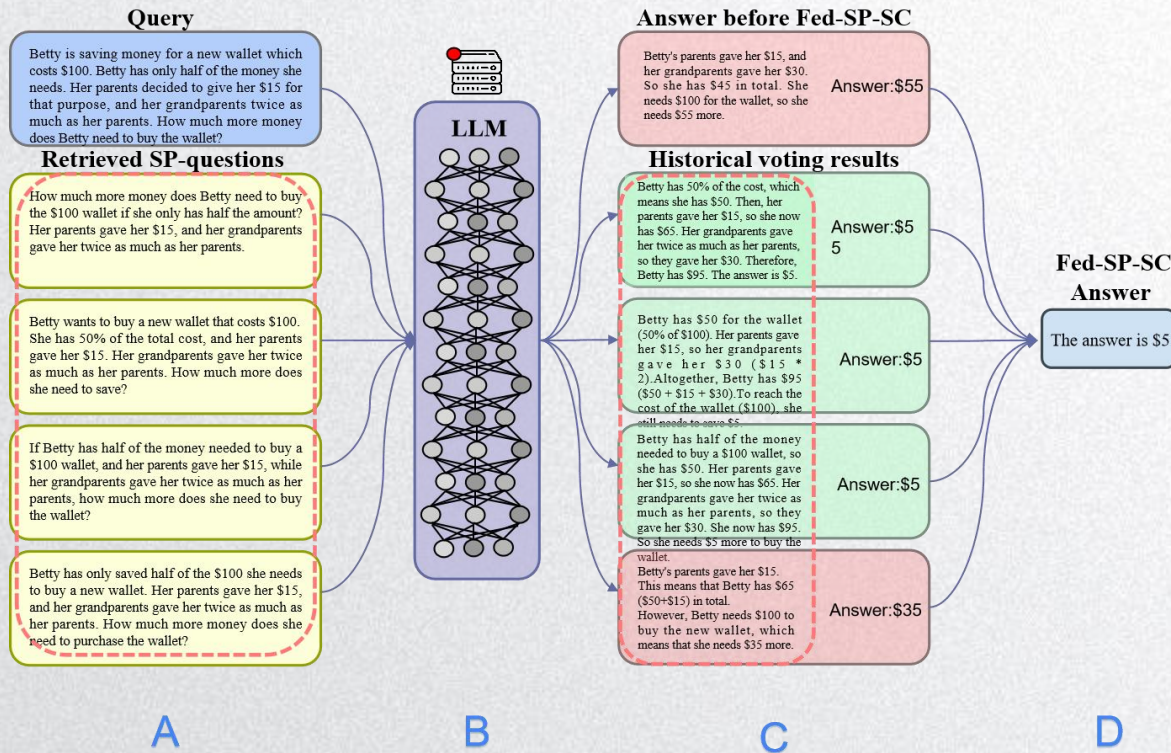 Query
Betty is saving money for a new wallet which
costs $100. Betty has only half of the money she
needs. Her parents decided to give her $15 for
that purpose, and her grandparents twice as
much as her parents. How much more money
does Betty need to buy the wallet?
Retrieved SP-questions
How much more money does Betty need to buy
the $100 wallet if she only has half the amount?
Her parents gave her $15, and her grandparents
gave her twice as much as her parents.
Betty wants to buy a new wallet that costs $100.
She has 50% of the total cost, and her parents
gave her $15. Her grandparents gave her twice
as much as her parents. How much more does
she need to save?
If Betty has half of the money needed to buy a
$100 wallet, and her parents gave her $15, while
her grandparents gave her twice as much as her
parents, how much more does she need to buy
the wallet?
Betty has only saved half of the $100 she needs
to buy a new wallet. Her parents gave her $15,
and her grandparents gave her twice as much as
her parents. How much more money does she
need to purchase the wallet?
LLM
Answer before Fed-SP-SC
Betty's parents gave her $15, and
her grandparents gave her $30.
So she has $45 in total. She
needs $100 for the wallet, so she
needs $55 more.
Answer:$55
Historical voting results
Betty has 50% of the cost, which
means she has $50. Then, her
parents gave her $15, so she now
has $65. Her grandparents gave
her twice as much as her parents,
so they gave her $30. Therefore,
Betty has $95. The answer is $5.
Answer:$5
5
Betty has $50 for the wallet
(50% of $100). Her parents gave
her $15, so her grandparents
gave her $30 ($15 *
2).Altogether, Betty has $95
($50 + $15 + $30).To reach the
cost of the wallet ($100), she
still needs to save $5.
Answer:$5
Betty has half of the money
needed to buy a $100 wallet, so
she has $50. Her parents gave
her $15, so she now has $65. Her
grandparents gave her twice as
much as her parents, so they
gave her $30. She now has $95.
So she needs $5 more to buy the
wallet.
Answer:$5
Betty's parents gave her $15.
This means that Betty has $65
($50+$15) in total.
However, Betty needs $100 to
buy the new wallet, which
means that she needs $35 more.
Answer:$35
Fed-SP-SC
Answer
The answer is $5
A
B
C
D